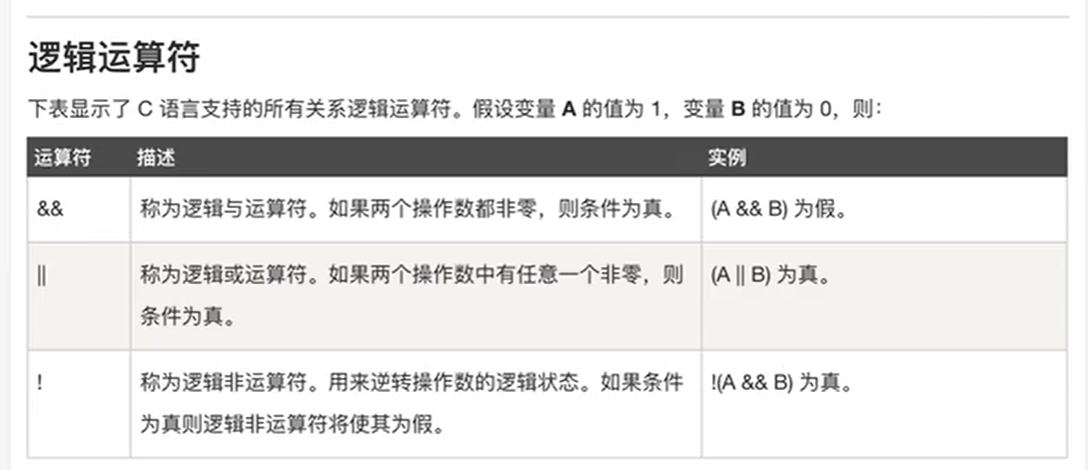 逻辑运算符
下表显示了 C 语言支持的所有关系逻辑运算符。假设变量 A 的值为 1，变量 B 的值为 0，则：
运算符 描述 实例
&& 称为逻辑与运算符。如果两个操作数都非零，则条件为真。 (A && B) 为假。
|| 称为逻辑或运算符。如果两个操作数中有任意一个非零，则 (A || B) 为真。
条件为真。
! 称为逻辑非运算符。用来逆转操作数的逻辑状态。如果条件 !(A && B) 为真。
为真则逻辑非运算符将使其为假。